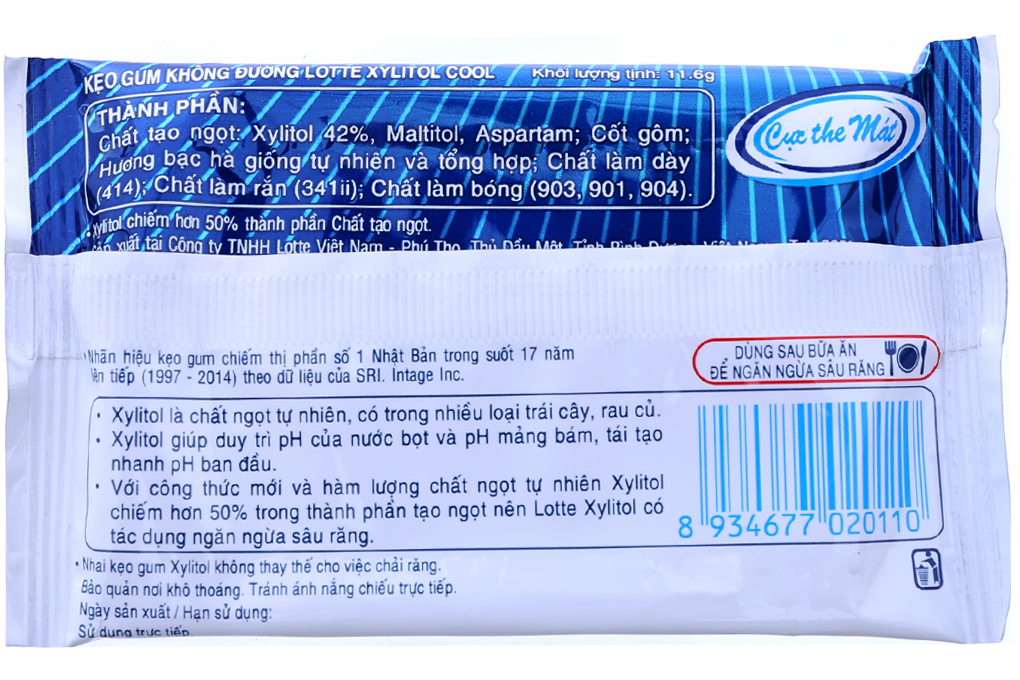 KẸO GUM KHÔNG ĐƯỜNG LOTTE XYLITOL COOL Khối lượng tịnh: 11.6g
THÀNH PHẦN:
Chất tạo ngọt: Xylitol 42%, Maltitol, Aspartam; Cốt gôm;
Hương bạc hà giống tự nhiên và tổng hợp; Chất làm dày
(414); Chất làm rắn (341ii); Chất làm bóng (903, 901, 904).
Cực the Mát
•Xylitol chiếm hơn 50% thành phần Chất tạo ngọt.
xuất tại Công ty TNHH Lotte Việt Nam - Phú Thọ, Thủ Dầu Một, Tỉnh Bình Dương, Việt Nam
•Nhãn hiệu kẹo gum chiếm thị phần số 1 Nhật Bản trong suốt 17 năm
liên tiếp (1997 - 2014) theo dữ liệu của SRI. Intage Inc.
DÙNG SAU BỮA ĂN
ĐỂ NGĂN NGỪA SÂU RĂNG
• Xylitol là chất ngọt tự nhiên, có trong nhiều loại trái cây, rau củ.
• Xylitol giúp duy trì pH của nước bọt và pH mảng bám, tái tạo
nhanh pH ban đầu.
• Với công thức mới và hàm lượng chất ngọt tự nhiên Xylitol
chiếm hơn 50% trong thành phần tạo ngọt nên Lotte Xylitol có
tác dụng ngăn ngừa sâu răng.
8 934677 020110
• Nhai kẹo gum Xylitol không thay thế cho việc chải răng.
Bảo quản nơi khô thoáng. Tránh ánh nắng chiếu trực tiếp.
Ngày sản xuất / Hạn sử dụng:
Sử dụng trực tiếp